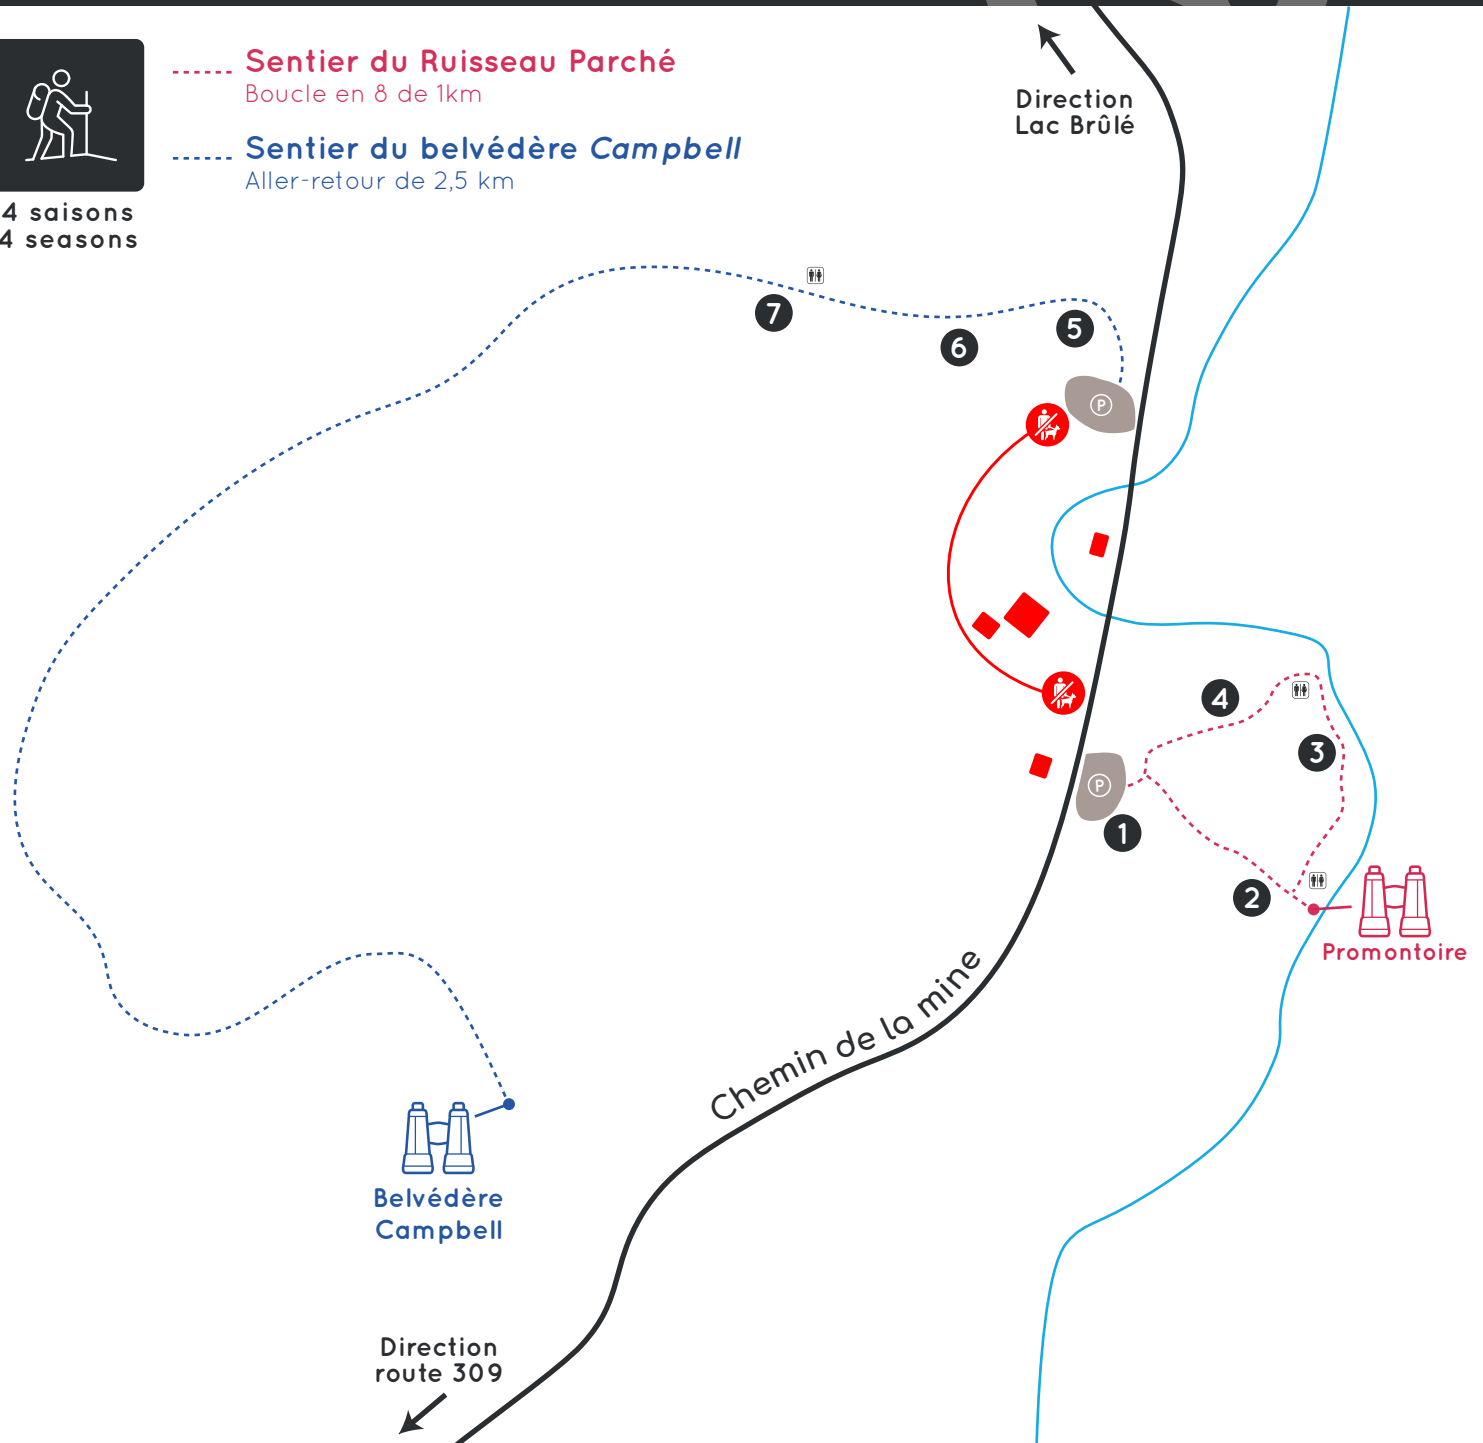 Sentier du Ruisseau Parché
Boucle en 8 de 1km
Sentier du belvédère Campbell
Aller-retour de 2,5 km
4 saisons
4 seasons
Direction
Lac Brûlé
7
6
5
P
4
3
P
1
2
Promontoire
Chemin de la mine
Belvédère
Campbell
Direction
route 309